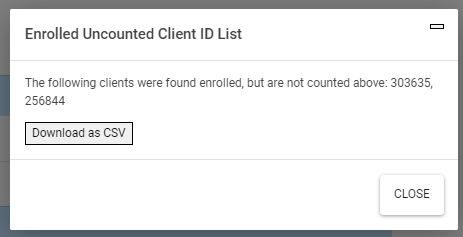 Enrolled Uncounted Client ID List
The following clients were found enrolled, but are not counted above: 303635,
256844
Download as CSV
CLOSE